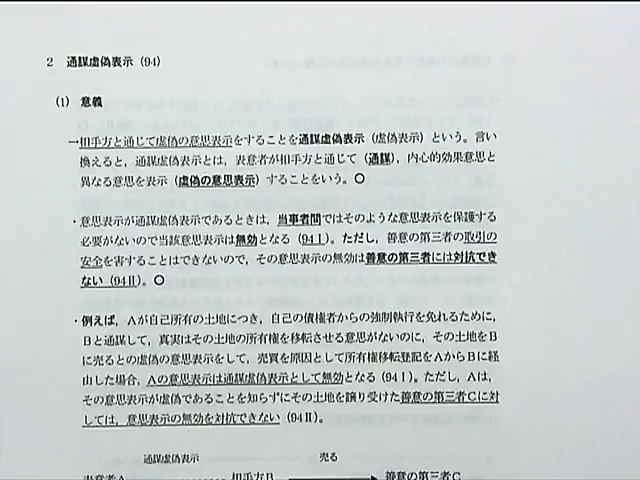 2 通謀虚偽表示（94）
(1) 意義
→相手方と通じて虚偽の意思表示をすることを通謀虚偽表示（虚偽表示）という。言い
換えると，通謀虚偽表示とは，表意者が相手方と通じて（通謀），内心的効果意思と
異なる意思を表示（虚偽の意思表示）することをいう。○
・意思表示が通謀虚偽表示であるときは，当事者間ではそのような意思表示を保護する
必要がないので当該意思表示は無効となる（94Ⅰ）。ただし，善意の第三者の取引の
安全を害することはできないので，その意思表示の無効は善意の第三者には対抗でき
ない（94Ⅱ）。○
・例えば，Aが自己所有の土地につき，自己の債権者からの強制執行を免れるために，
Bと通謀して，真実はその土地の所有権を移転させる意思がないのに，その土地をB
に売るとの虚偽の意思表示をして，売買を原因として所有権移転登記をAからBに経
由した場合，Aの意思表示は通謀虚偽表示として無効となる（94Ⅰ）。ただし，Aは，
その意思表示が虚偽であることを知らずにその土地を譲り受けた善意の第三者Cに対
しては，意思表示の無効を対抗できない（94Ⅱ）。
通謀虚偽表示 売る
表意者A 相手方B 善意の第三者C